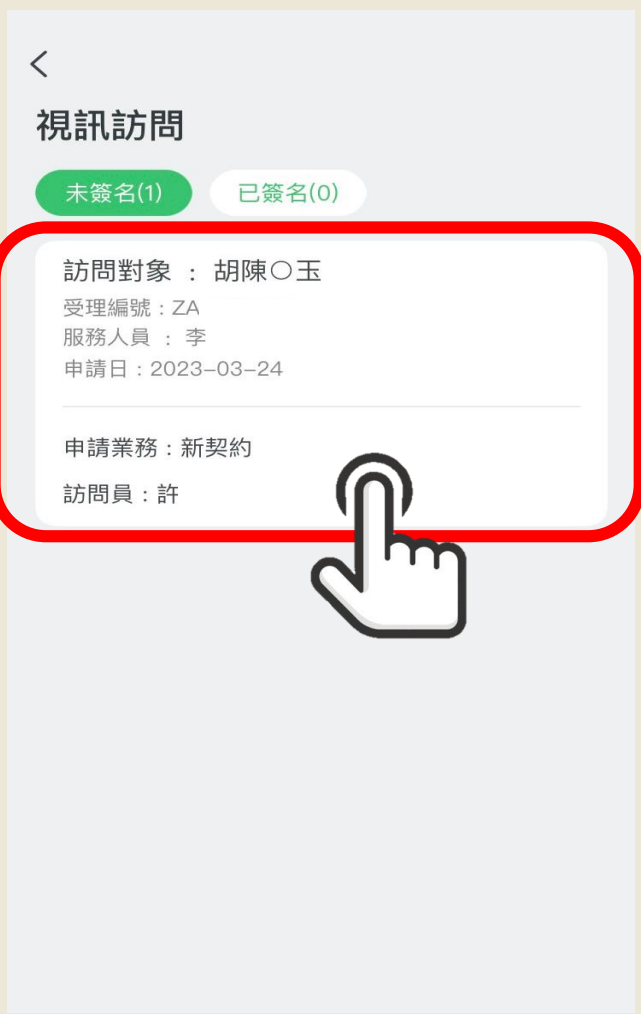 視訊訪問
未簽名(1) 已簽名(0)
訪問對象 : 胡陳○玉
受理編號 : ZA
服務人員 : 李
申請日 : 2023-03-24
申請業務 : 新契約
訪問員 : 許